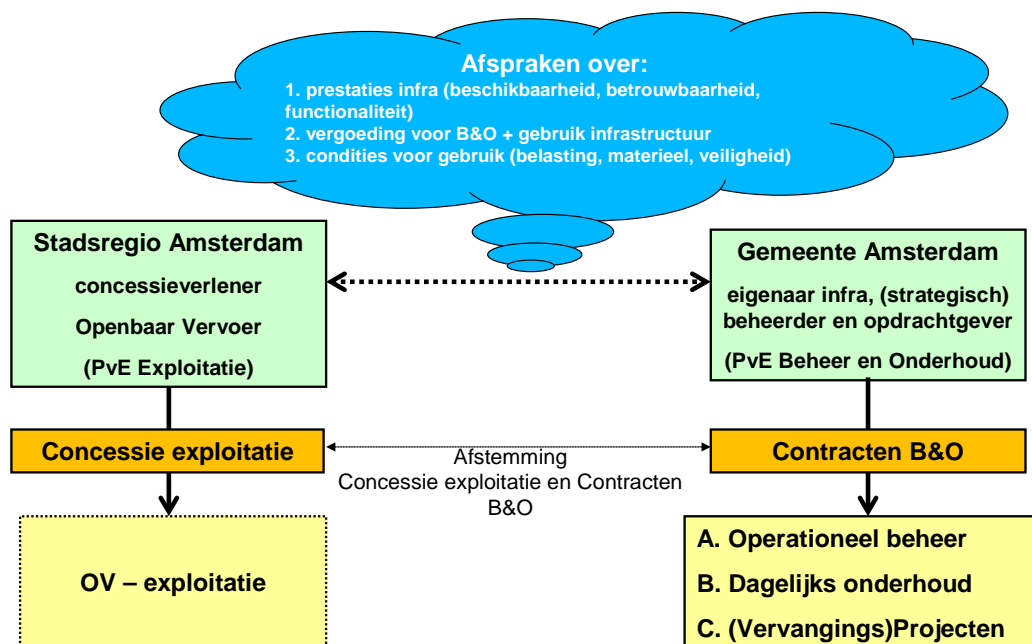 Afspraken over:
1. prestaties infra (beschikbaarheid, betrouwbaarheid,
functionaliteit)
2. vergoeding voor B&O + gebruik infrastructuur
3. condities voor gebruik (belasting, materieel, veiligheid)
Stadsregio Amsterdam
concessieverlener
Openbaar Vervoer
(PvE Exploitatie)
Gemeente Amsterdam
eigenaar infra, (strategisch)
beheerder en opdrachtgever
(PvE Beheer en Onderhoud)
Concessie exploitatie
Afstemming
Concessie exploitatie en Contracten
B&O
Contracten B&O
OV – exploitatie
A. Operationeel beheer
B. Dagelijks onderhoud
C. (Vervangings)Projecten